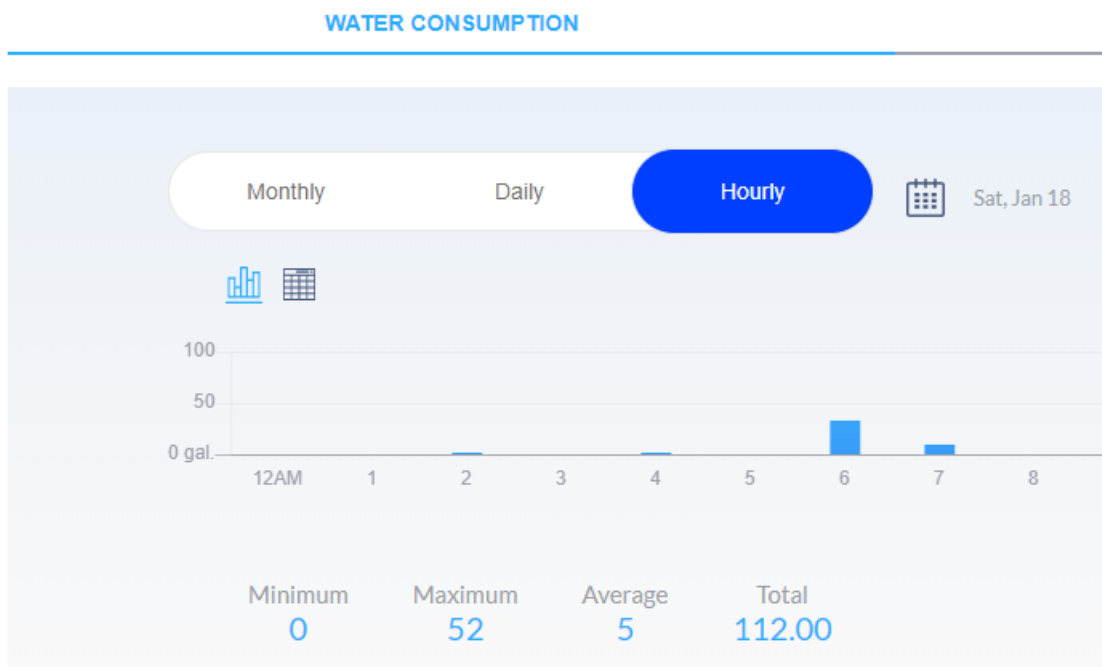 WATER CONSUMPTION
Monthly Daily Hourly Sat, Jan 18
100
50
0 gal.
12AM 1 2 3 4 5 6 7 8
Minimum Maximum Average Total
0 52 5 112.00